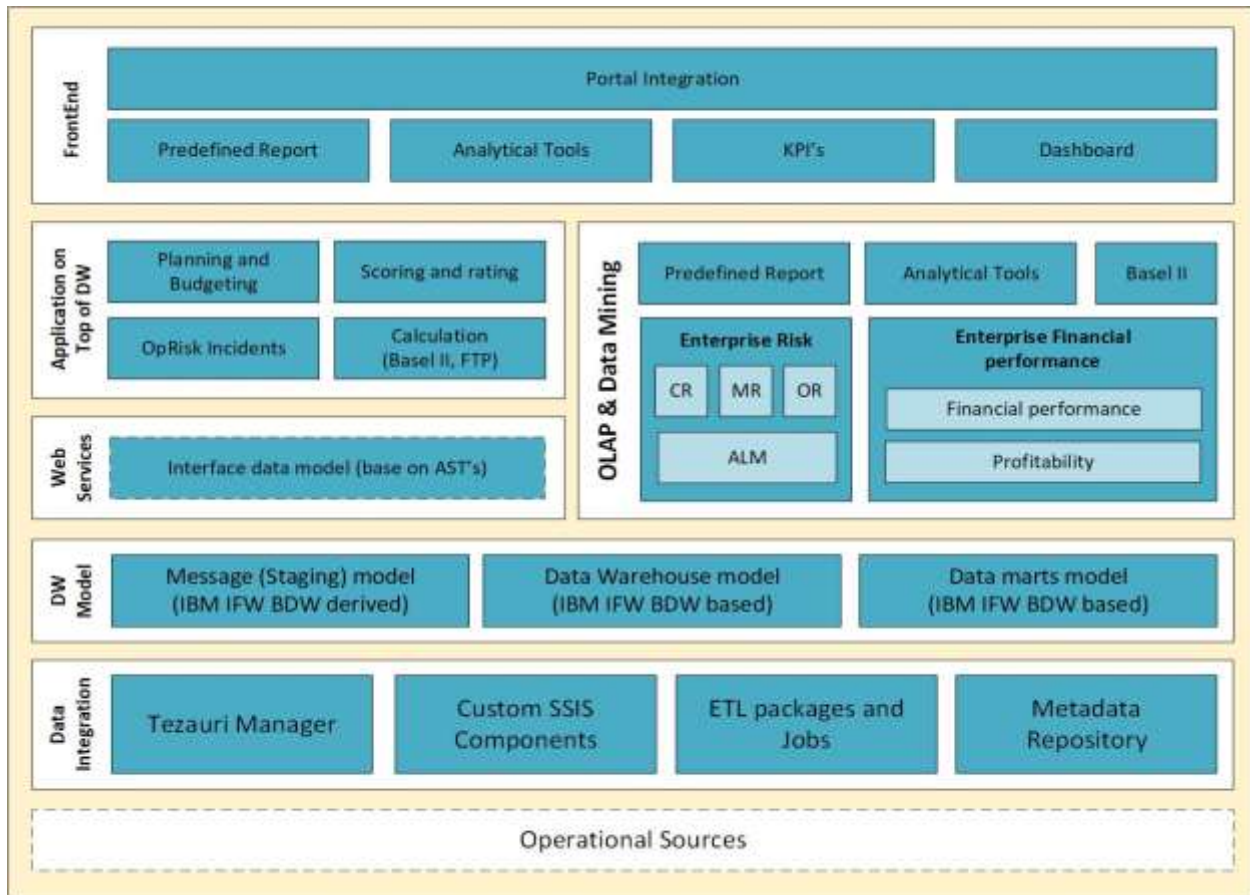 FrontEnd
Portal Integration
Predefined Report
Analytical Tools
KPI's
Dashboard
Application on
Top of DW
Planning and
Budgeting
Scoring and rating
OpRisk Incidents
Calculation
(Basel II, FTP)
Web
Services
Interface data model (base on AST's)
OLAP & Data Mining
Predefined Report
Analytical Tools
Basel II
Enterprise Risk
CR
MR
OR
ALM
Enterprise Financial
performance
Financial performance
Profitability
DW
Model
Message (Staging) model
(IBM IFW BDW derived)
Data Warehouse model
(IBM IFW BDW based)
Data marts model
(IBM IFW BDW based)
Data
Integration
Tezauri Manager
Custom SSIS
Components
ETL packages and
Jobs
Metadata
Repository
Operational Sources